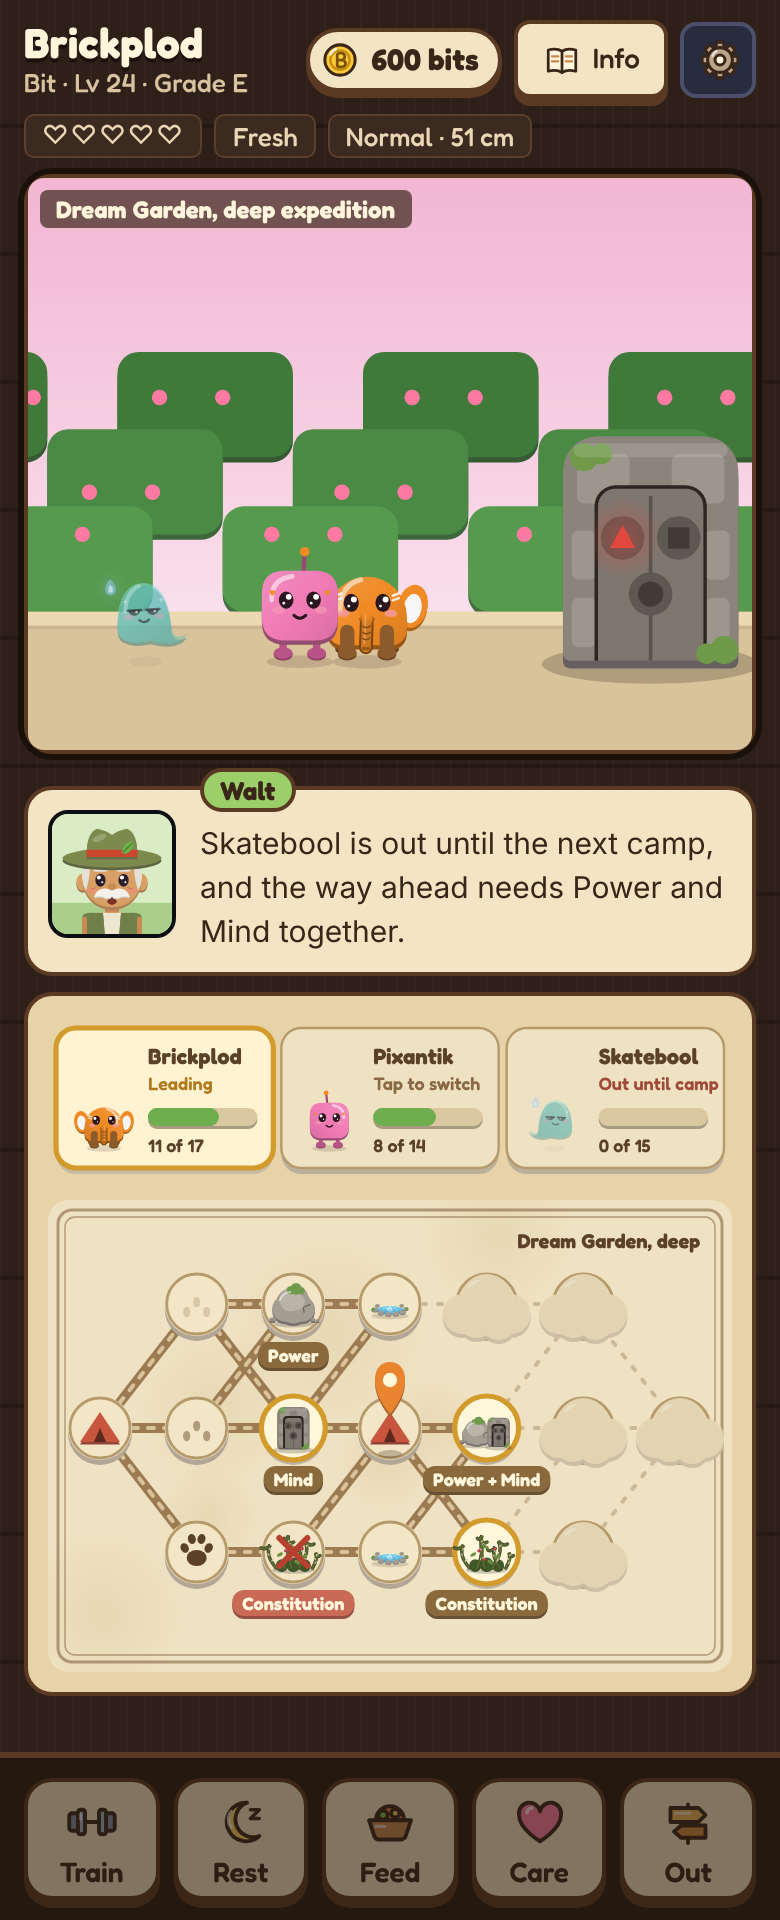 Brickplod
Bit · Lv 24 · Grade E
600 bits
Info
Fresh
Normal · 51 cm
Dream Garden, deep expedition
Walt
Skatebool is out until the next camp,
and the way ahead needs Power and
Mind together.
Brickplod
Leading
11 of 17
Pixantik
Tap to switch
8 of 14
Skatebool
Out until camp
0 of 15
Dream Garden, deep
Power
Mind
Power + Mind
Constitution
Constitution
Train
Rest
Feed
Care
Out